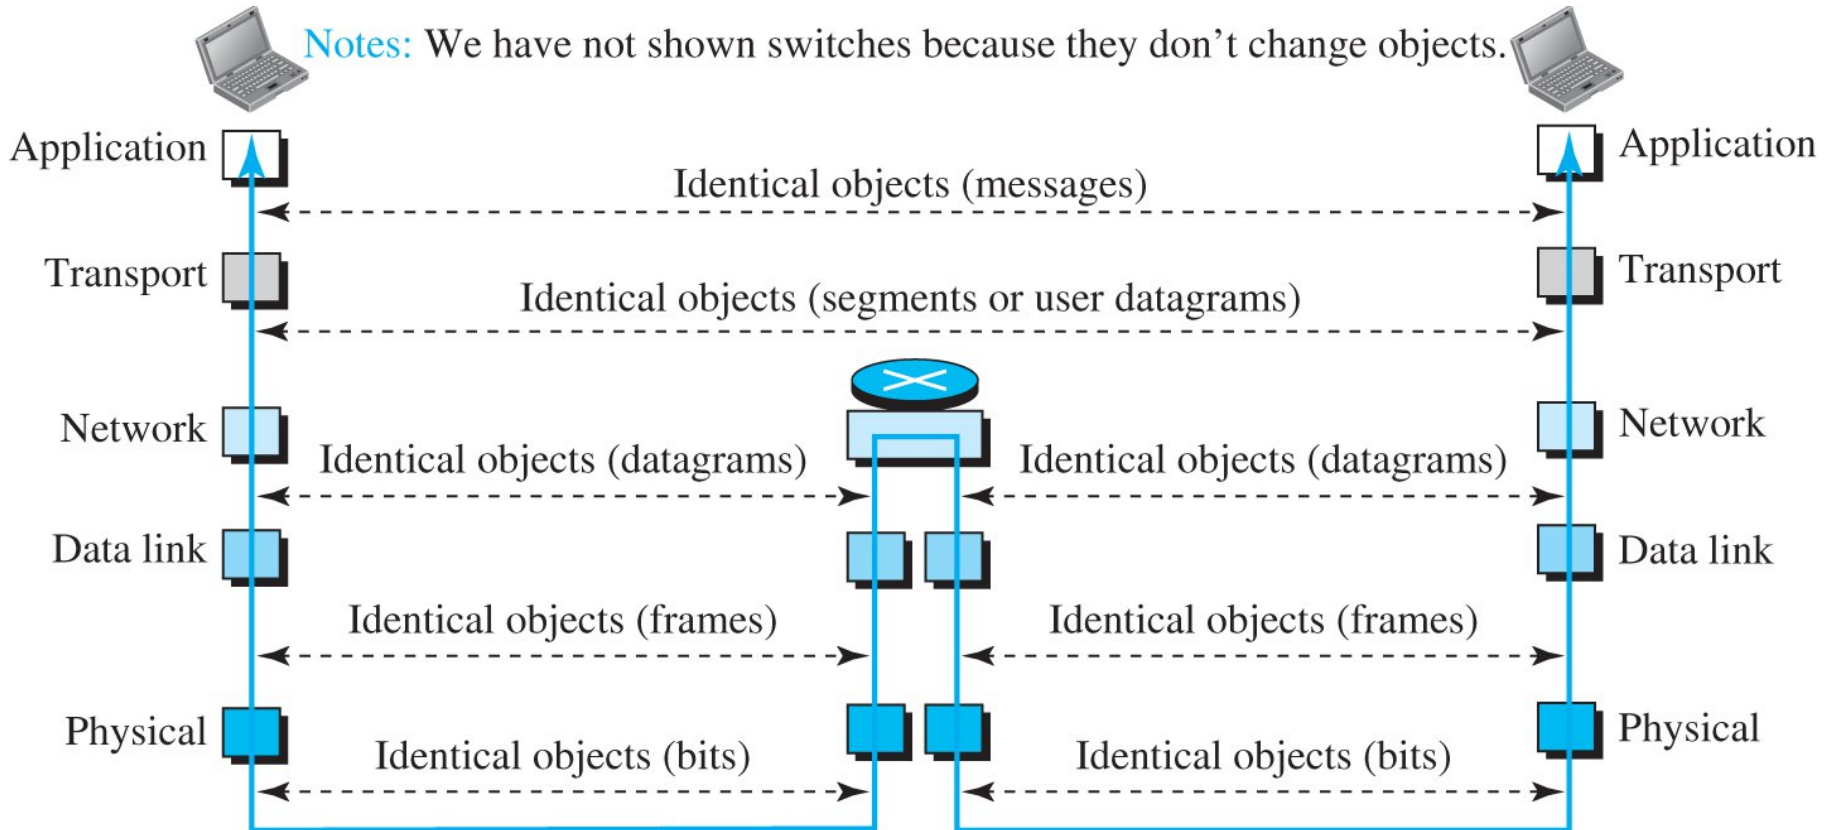 Notes: We have not shown switches because they don't change objects.
Application
Application
Identical objects (messages)
Transport
Transport
Identical objects (segments or user datagrams)
Network
Network
Identical objects (datagrams)
Identical objects (datagrams)
Data link
Data link
Identical objects (frames)
Identical objects (frames)
Physical
Physical
Identical objects (bits)
Identical objects (bits)